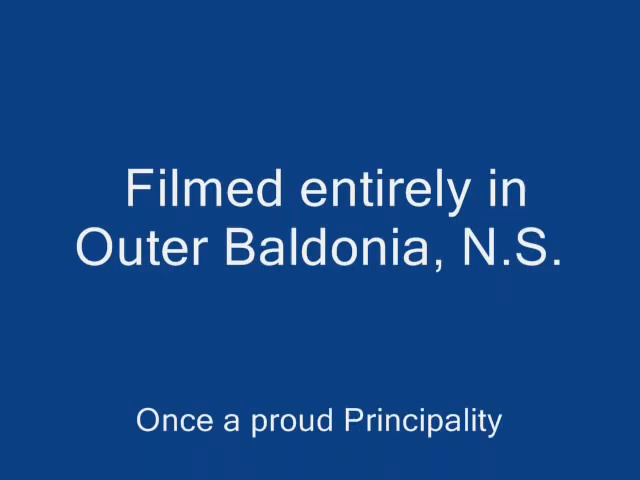 Filmed entirely in
Outer Baldonia, N.S.
Once a proud Principality